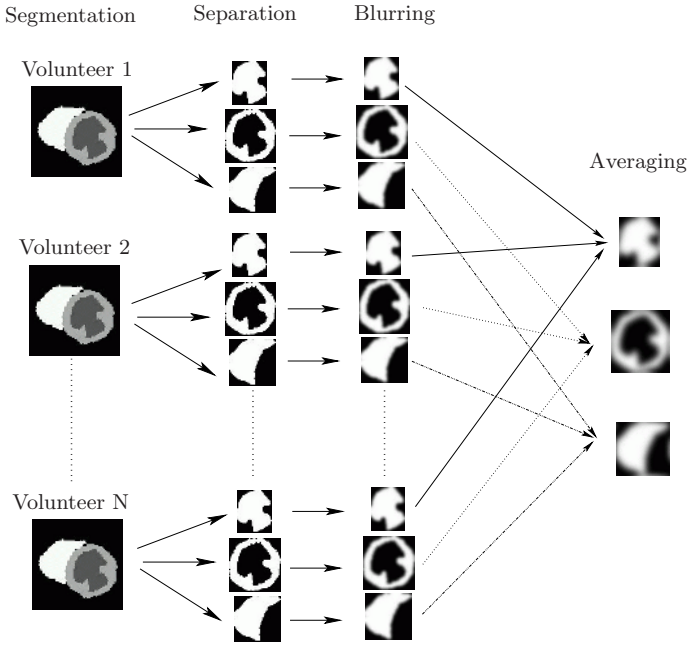 Segmentation
Separation
Blurring
Volunteer 1
Averaging
Volunteer 2
Volunteer N